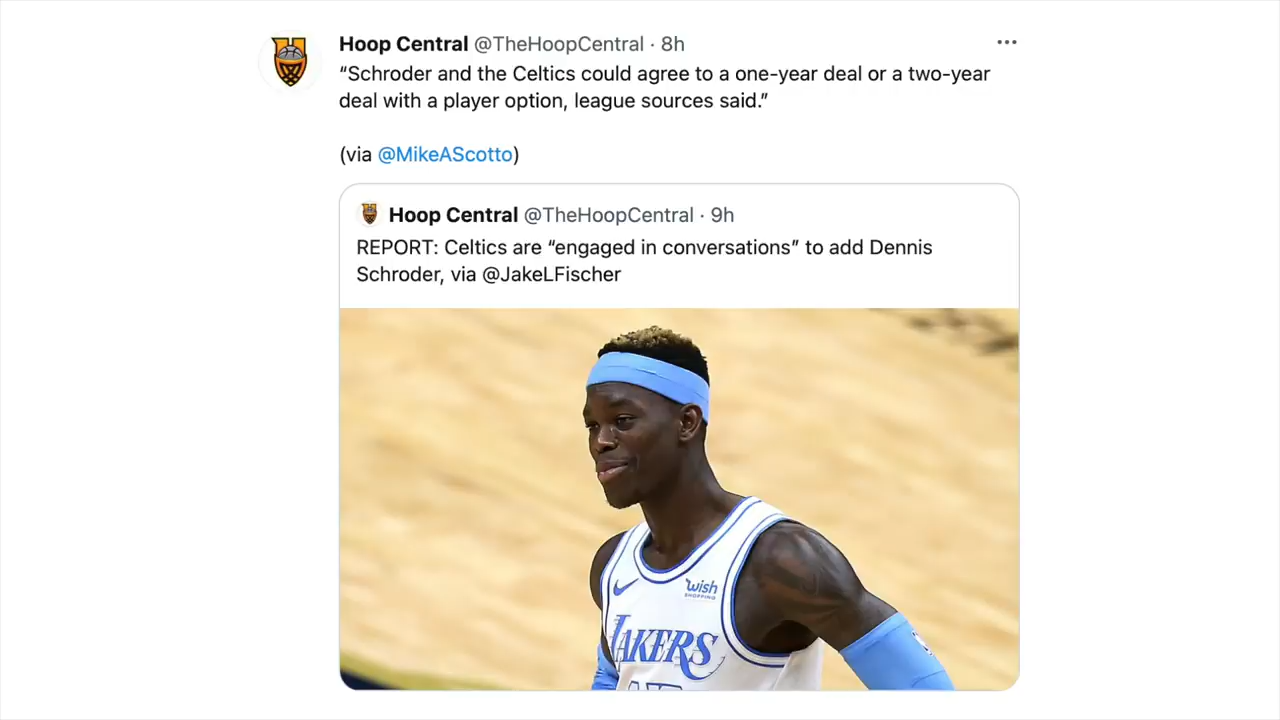 Hoop Central @TheHoopCentral · 8h
“Schroder and the Celtics could agree to a one-year deal or a two-year
deal with a player option, league sources said.”
(via @MikeAScotto)
Hoop Central @TheHoopCentral · 9h
REPORT: Celtics are “engaged in conversations” to add Dennis
Schroder, via @JakeLFischer
wish
SHOPPING
LAKERS